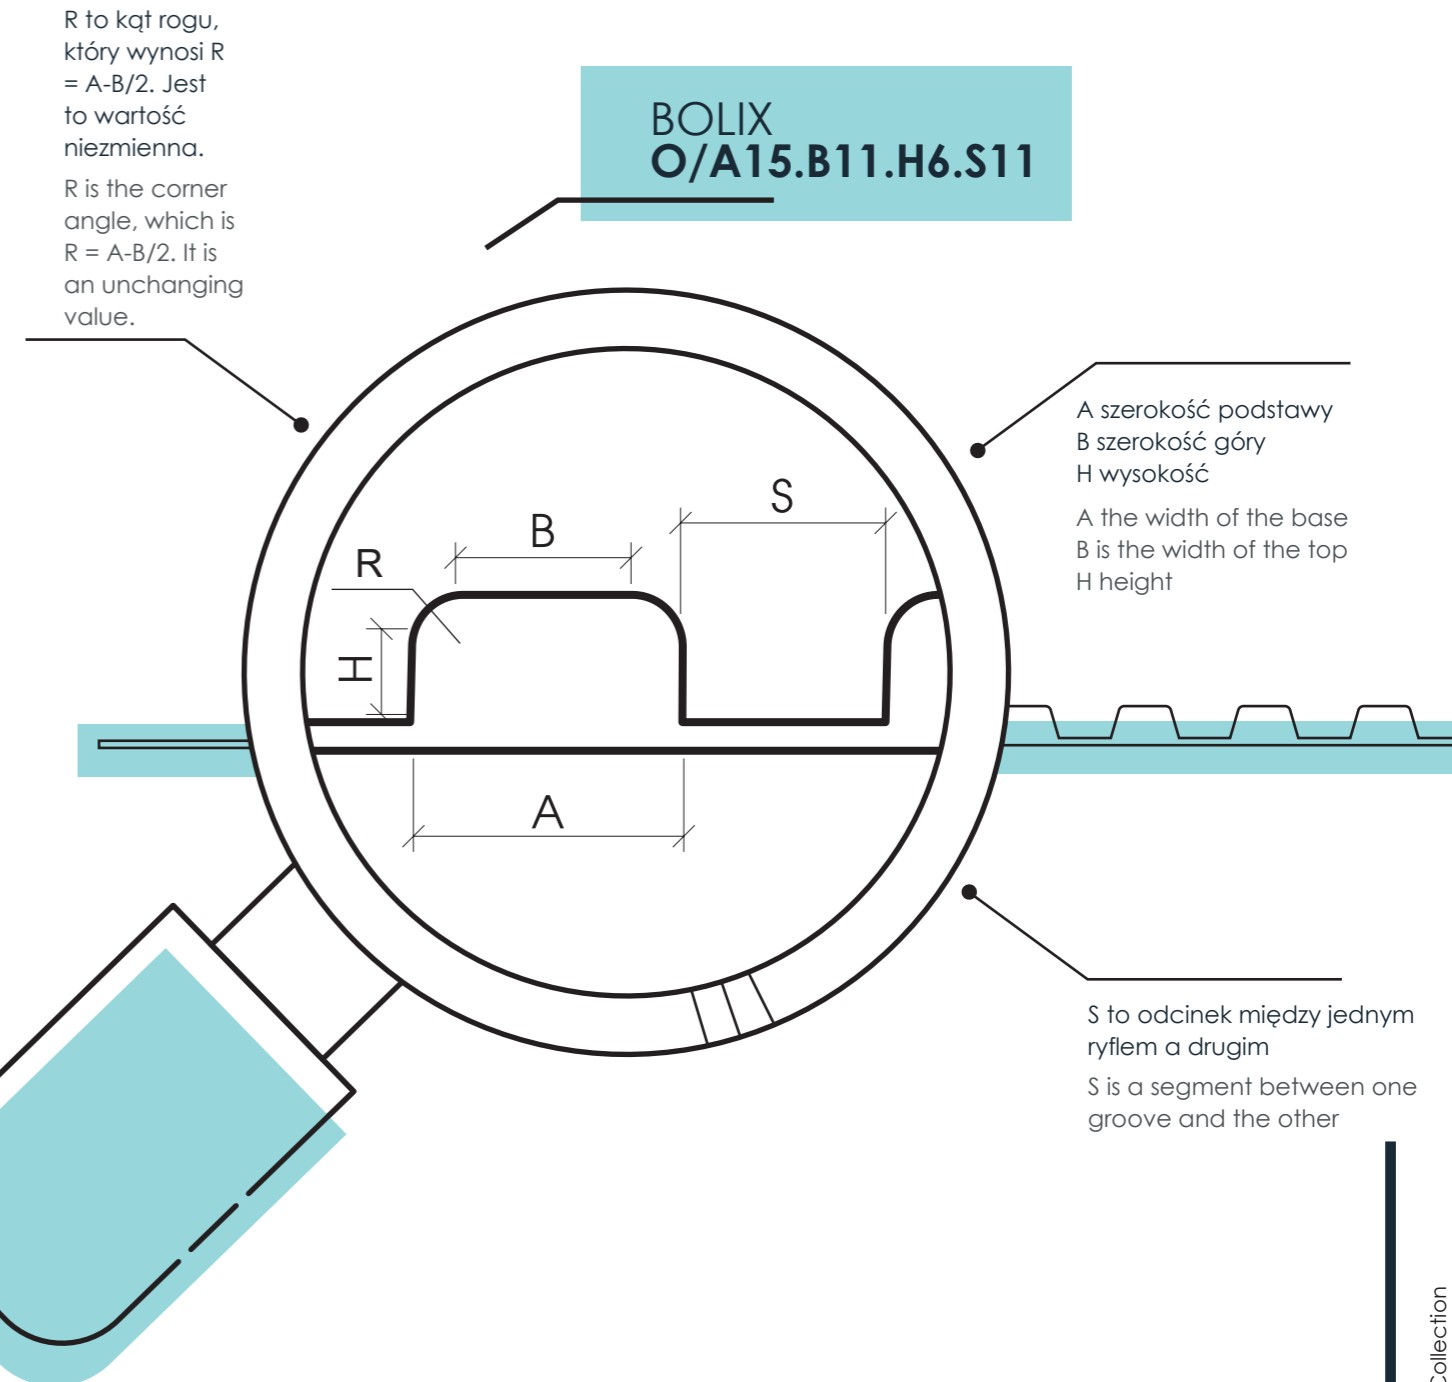 R to kąt rogu,
który wynosi R
= A-B/2. Jest
to wartość
niezmienna.
R is the corner
angle, which is
R = A-B/2. It is
an unchanging
value.
BOLIX
O/A15.B11.H6.S11
A szerokość podstawy
B szerokość góry
H wysokość
A the width of the base
B is the width of the top
H height
S
B
R
H
A
S to odcinek między jednym
ryflem a drugim
S is a segment between one
groove and the other
Collection